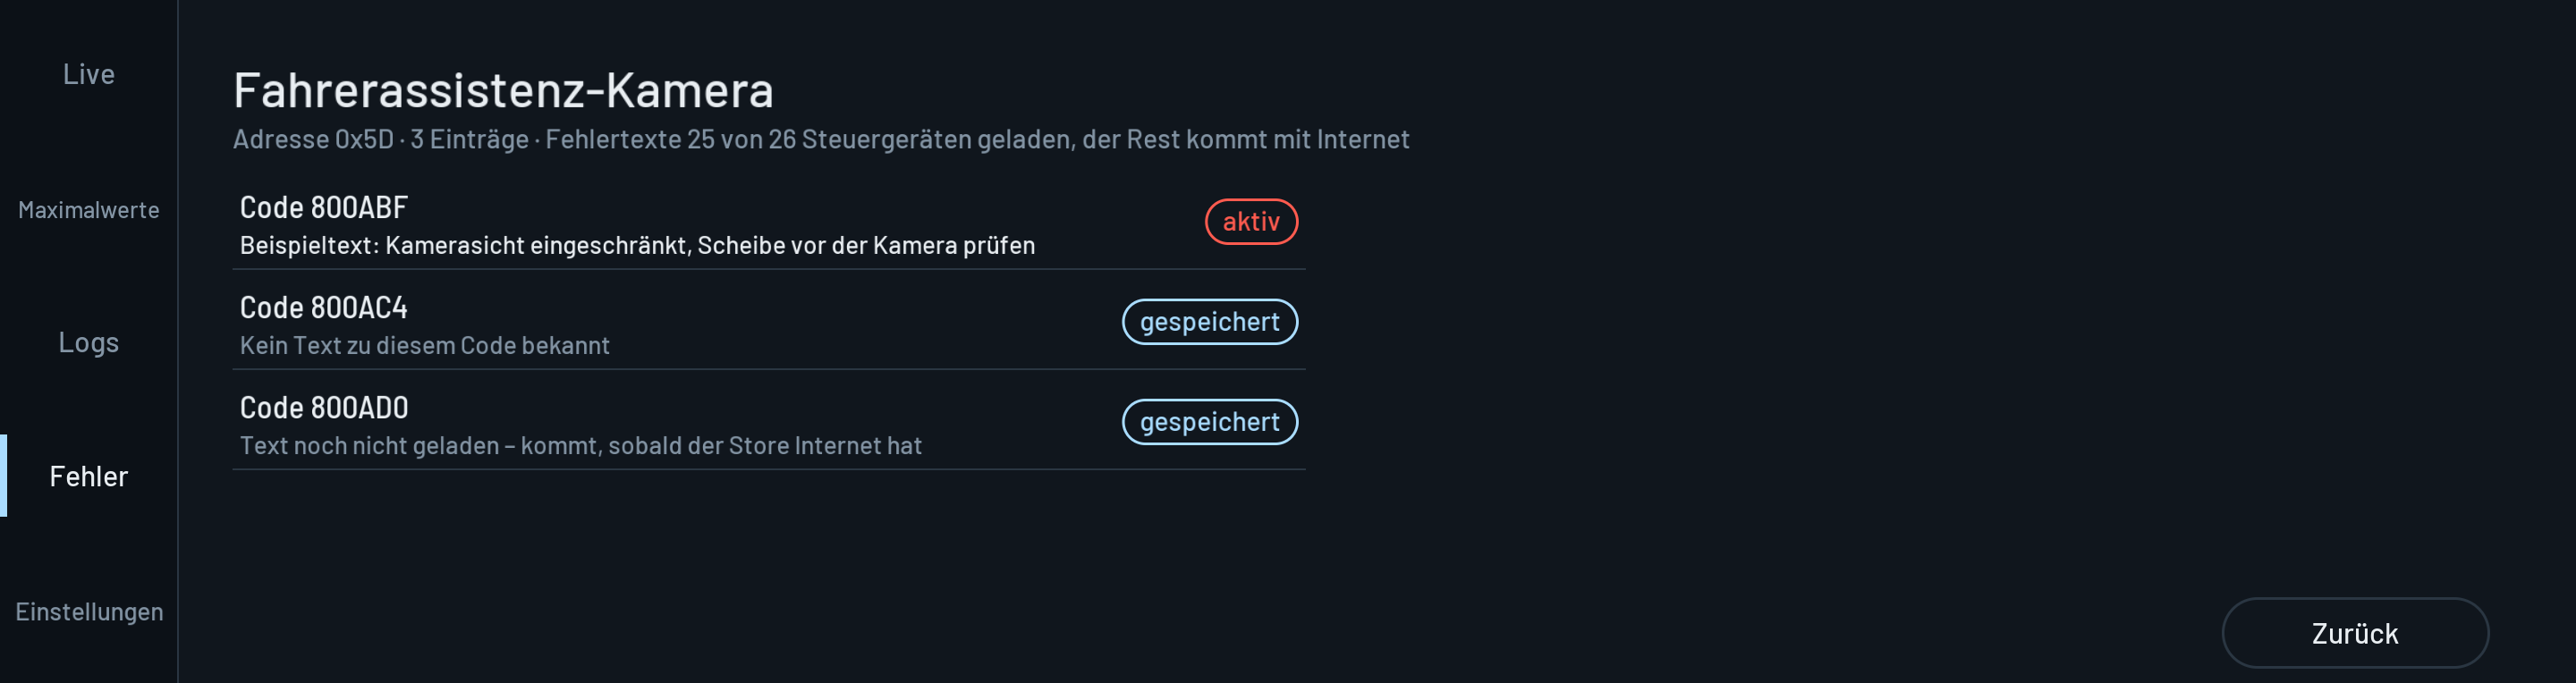 Live
Maximalwerte
Logs
Fehler
Einstellungen
Fahrerassistenz-Kamera
Adresse 0x5D · 3 Einträge · Fehlertexte 25 von 26 Steuergeräten geladen, der Rest kommt mit Internet
Code 800ABF
aktiv
Beispieltext: Kamerasicht eingeschränkt, Scheibe vor der Kamera prüfen
Code 800AC4
gespeichert
Kein Text zu diesem Code bekannt
Code 800AD0
gespeichert
Text noch nicht geladen – kommt, sobald der Store Internet hat
Zurück